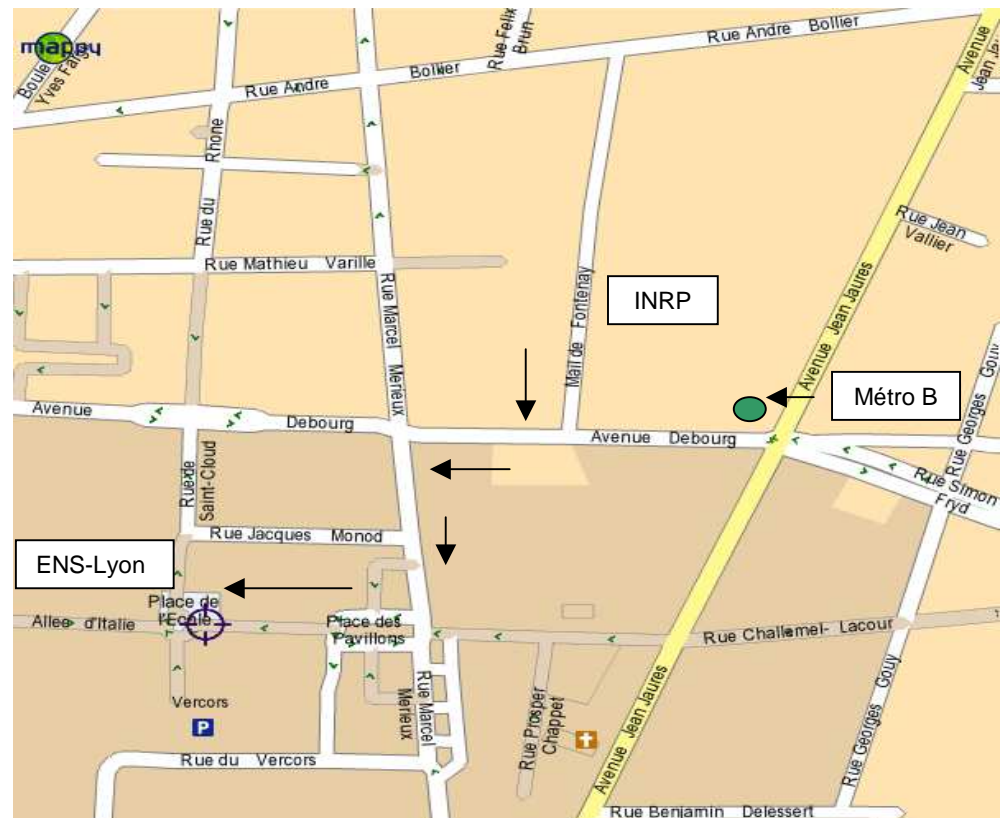 mappy
Boule
Yves Farge
Rue Felix
Brun
Rue Andre Bollier
Avenue
Jean Jau
Rue Andre Bollier
Rue du Rhone
Rue Jean
Vallier
Rue Mathieu Varille
Rue Marcel Merieux
Mail de Fontenay
INRP
Avenue Jean Jaures
Métro B
Avenue Debourg
Avenue Debourg
Rue Georges Gouy
Rue Simon
Fryd
Rue de
Saint-Cloud
Rue Jacques Monod
ENS-Lyon
Place de
l'Ecole
Allee d'Italie
Place des
Pavillons
Rue Challemel-Lacour
Vercors
P
Rue Marcel
Merieux
Rue Prosper
Chappet
Avenue Jean Jaures
Rue Georges Gouy
Rue du Vercors
Rue Benjamin Delessert